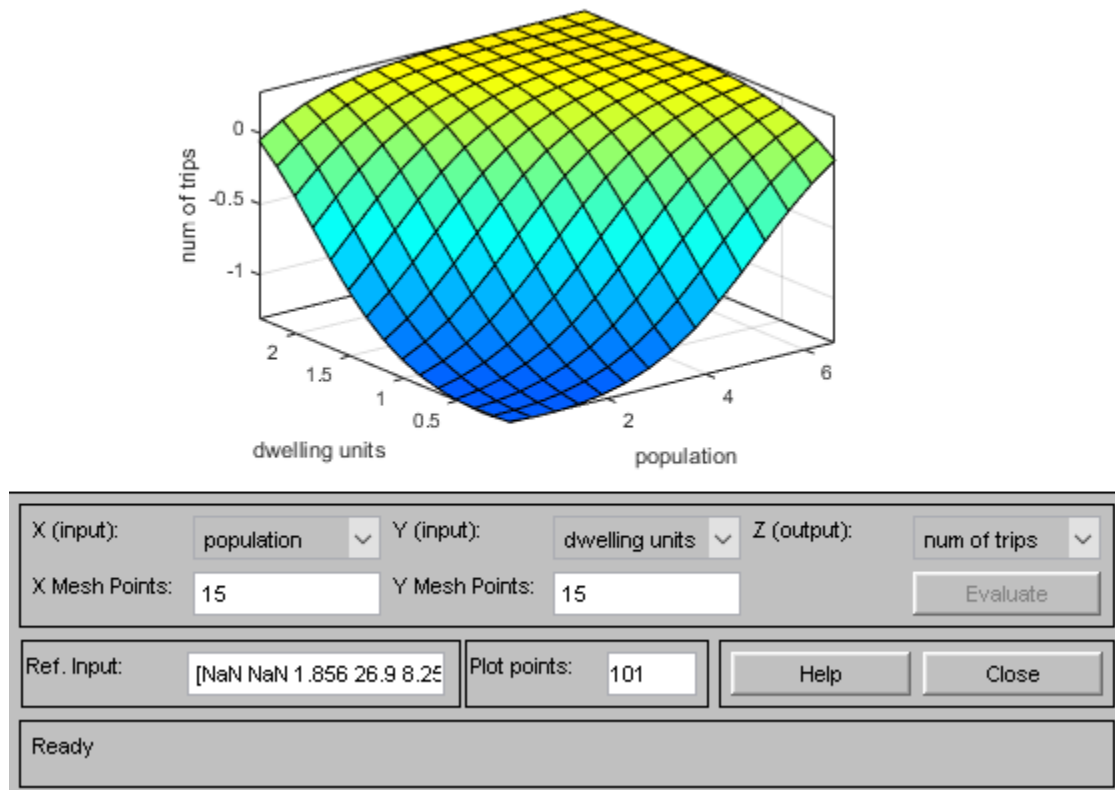 num of trips
0
-0.5
-1
2
1.5
1
0.5
dwelling units
2
4
6
population
X (input):
population
Y (input):
dwelling units
Z (output):
num of trips
X Mesh Points:
15
Y Mesh Points:
15
Evaluate
Ref. Input:
[NaN NaN 1.856 26.9 8.25
Plot points:
101
Help
Close
Ready